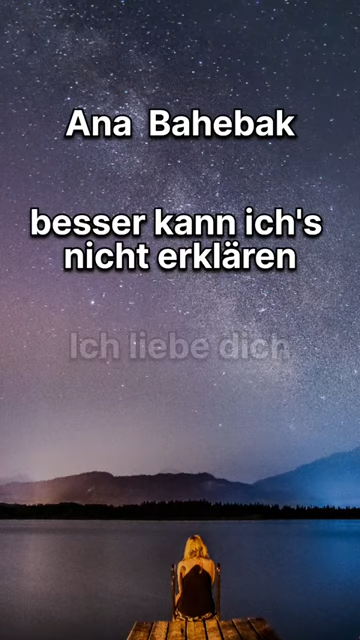 Ana Bahebak
besser kann ich's
nicht erklären
Ich liebe dich